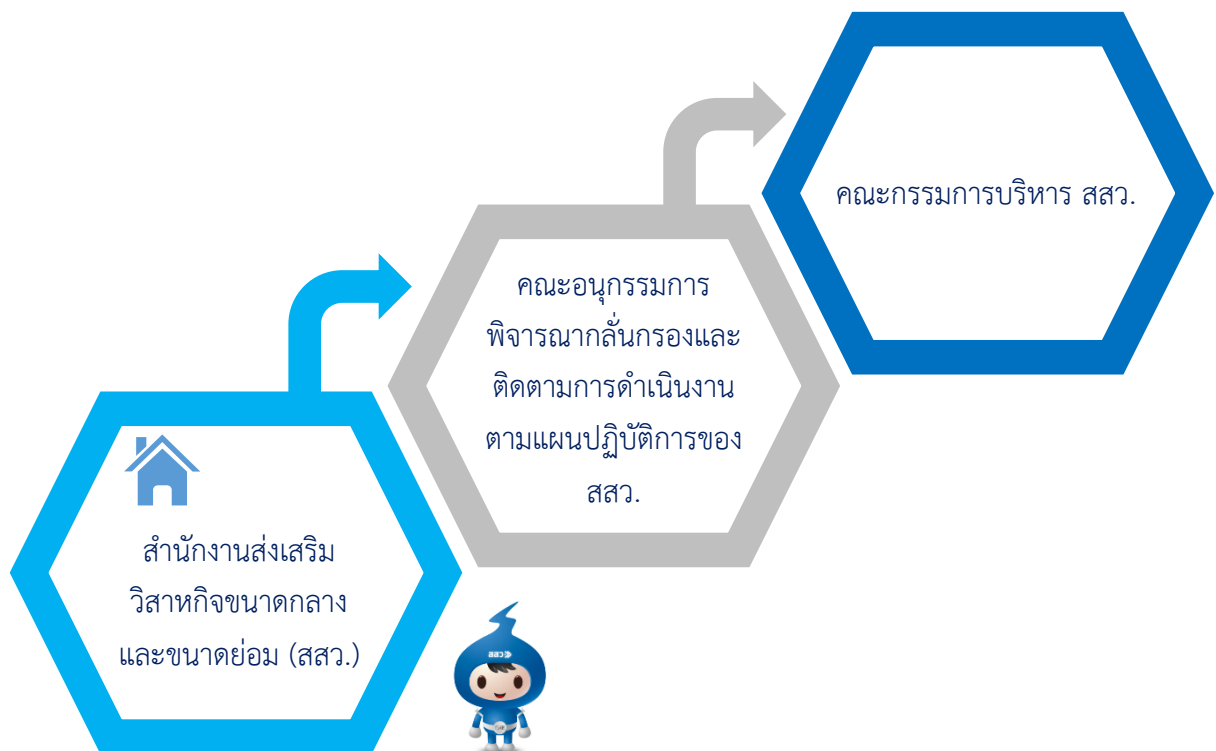 คณะกรรมการบริหาร สสว.
คณะอนุกรรมการ
พิจารณากลั่นกรองและ
ติดตามการดำเนินงาน
ตามแผนปฏิบัติการของ
สสว.
สำนักงานส่งเสริม
วิสาหกิจขนาดกลาง
และขนาดย่อม (สสว.)
สสว